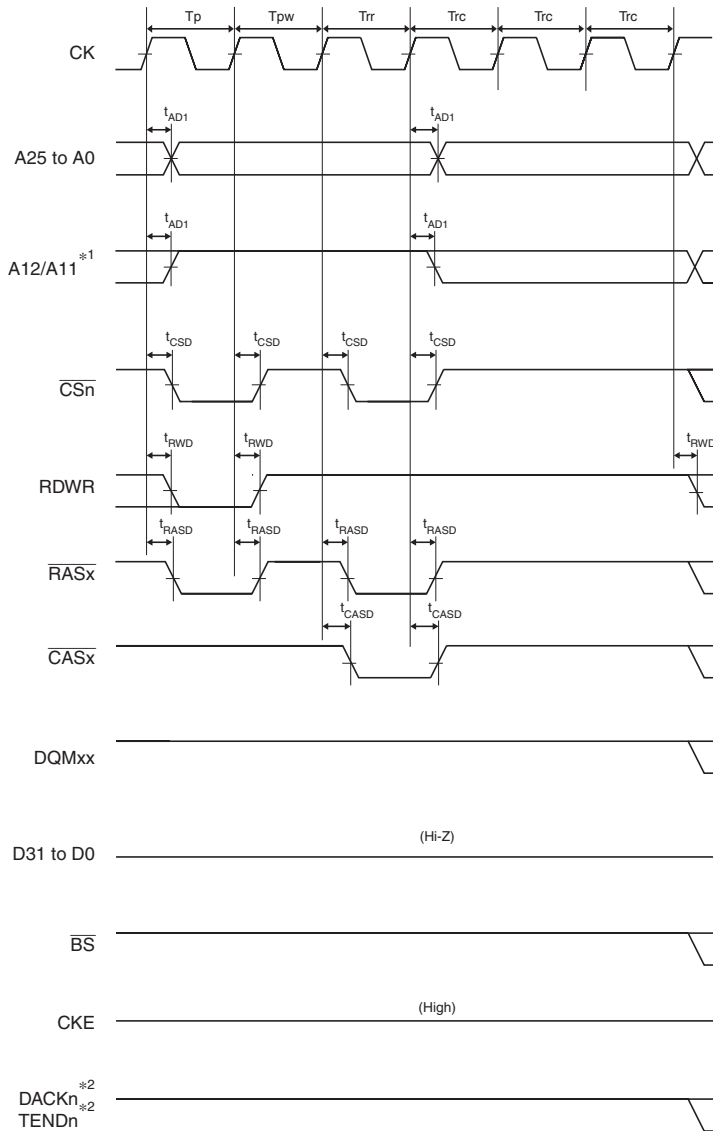 Tp Tpw Trr Trc Trc Trc
CK
tAD1 tAD1
A25 to A0
tAD1 tAD1
A12/A11*1
tCSD tCSD tCSD tCSD
CSn
tRWD tRWD tRWD
RDWR
tRASD tRASD tRASD tRASD
RASx
tCASD tCASD
CASx
DQMxx
(Hi-Z)
D31 to D0
BS
(High)
CKE
DACKn*2
TENDn*2